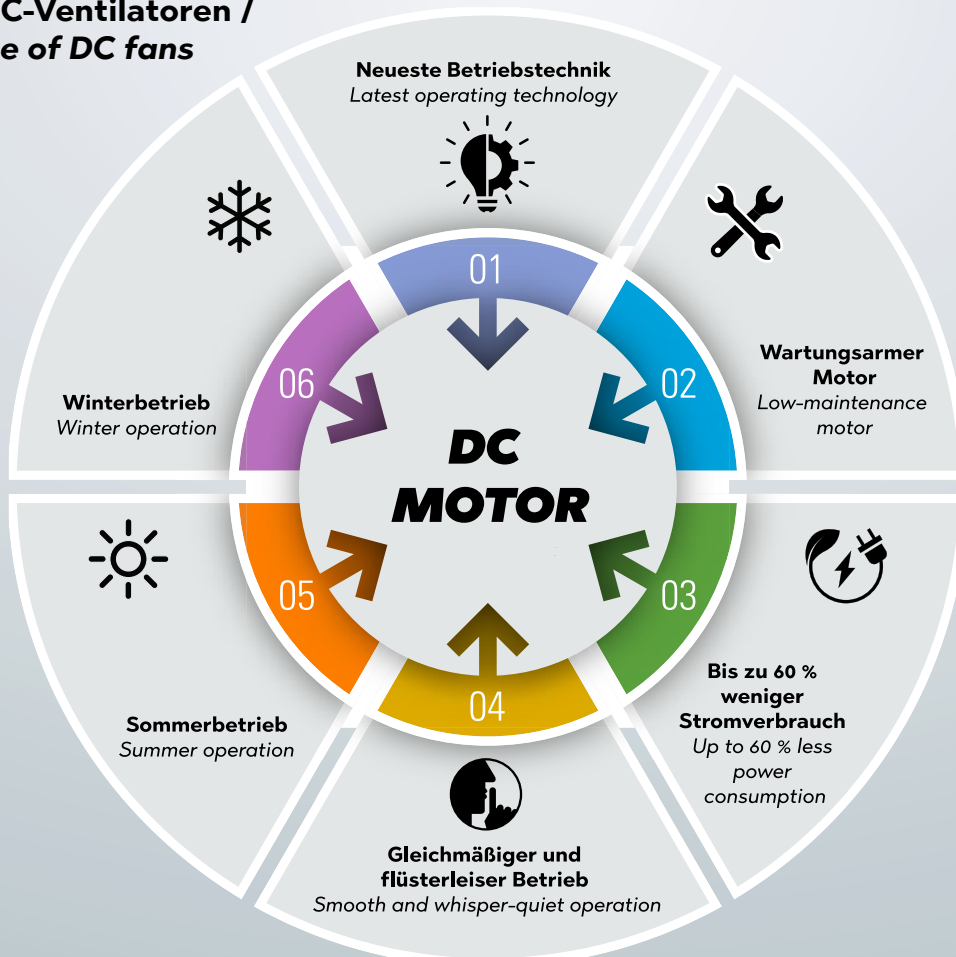 C-Ventilatoren /
e of DC fans
Neueste Betriebstechnik
Latest operating technology
01
Wartungsarmer
Motor
Low-maintenance
motor
02
Bis zu 60 %
weniger
Stromverbrauch
Up to 60 % less
power
consumption
03
04
Gleichmäßiger und
flüsterleiser Betrieb
Smooth and whisper-quiet operation
05
Sommerbetrieb
Summer operation
06
Winterbetrieb
Winter operation
DC
MOTOR